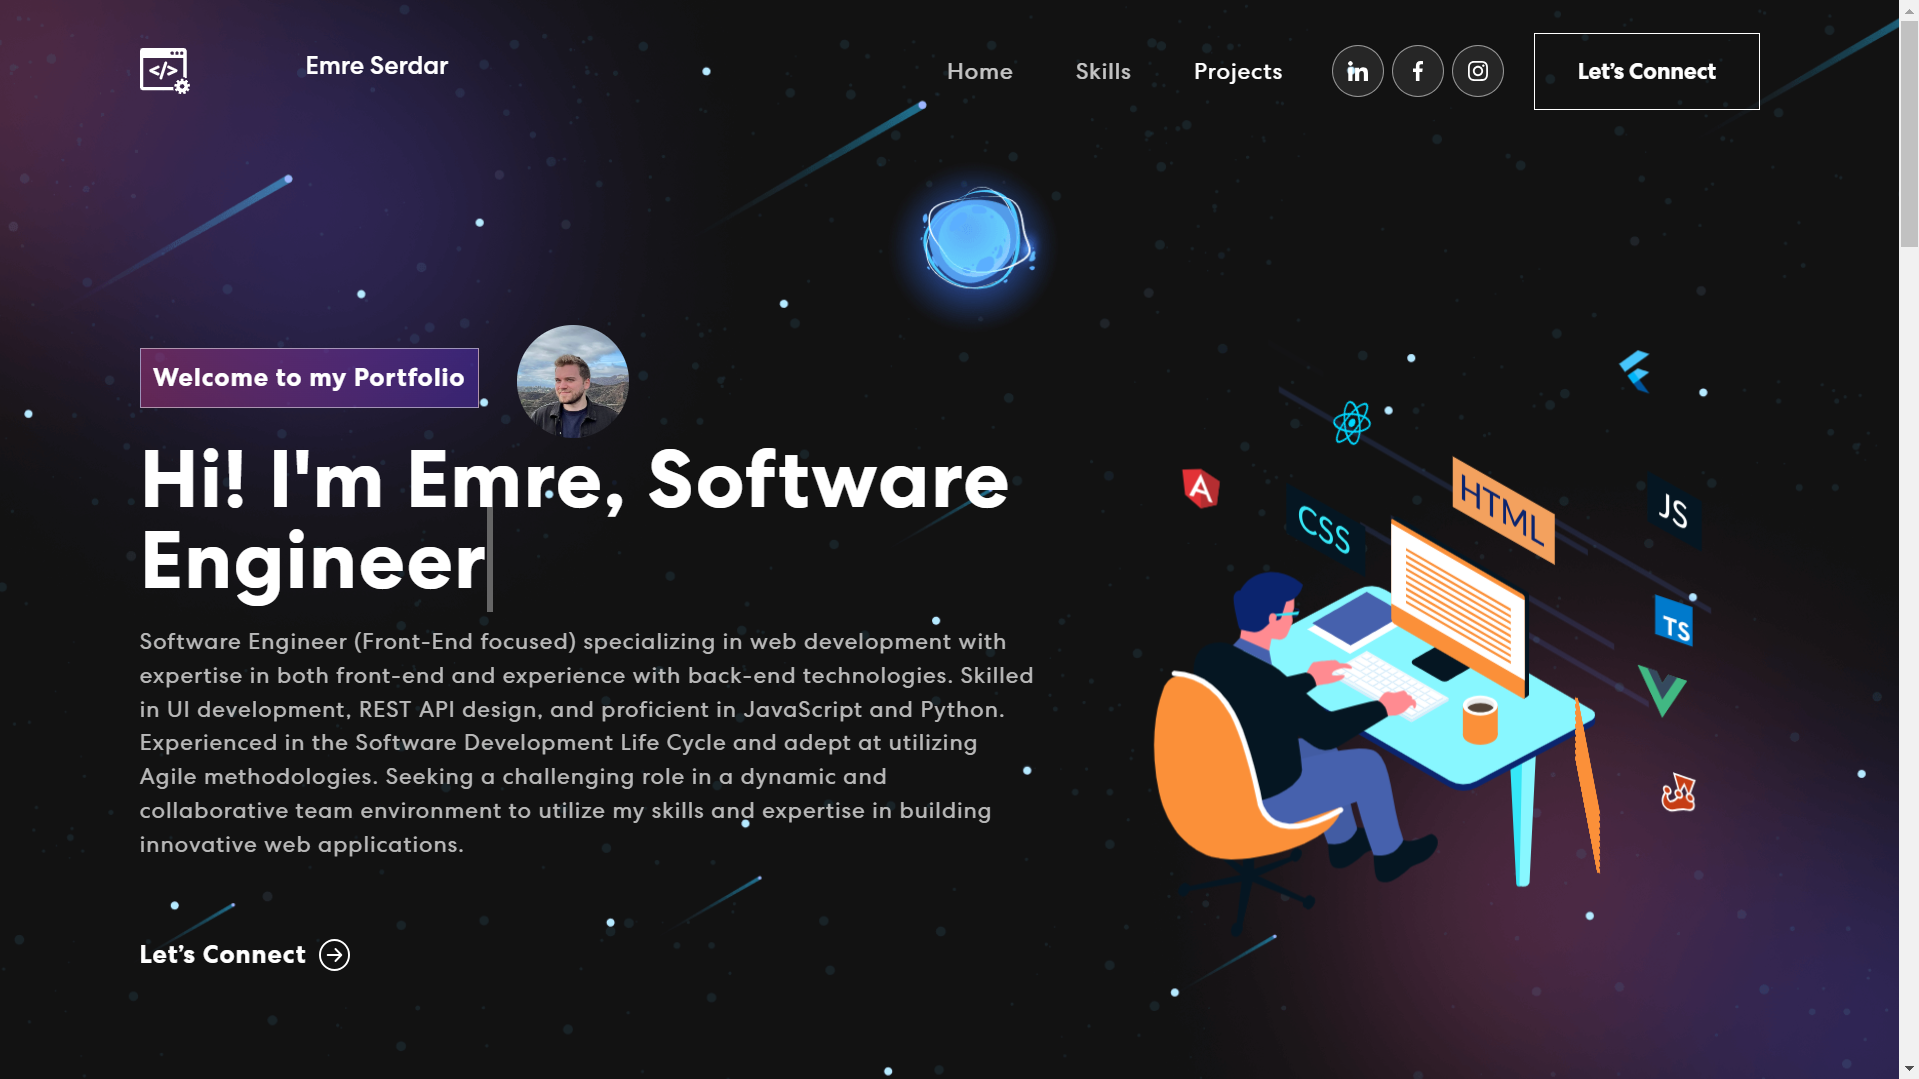 </>
Emre Serdar
Home
Skills
Projects
in
f
Let’s Connect
Welcome to my Portfolio
Hi! I'm Emre, Software
Engineer
Software Engineer (Front-End focused) specializing in web development with
expertise in both front-end and experience with back-end technologies. Skilled
in UI development, REST API design, and proficient in JavaScript and Python.
Experienced in the Software Development Life Cycle and adept at utilizing
Agile methodologies. Seeking a challenging role in a dynamic and
collaborative team environment to utilize my skills and expertise in building
innovative web applications.
Let’s Connect
A
CSS
HTML
JS
TS